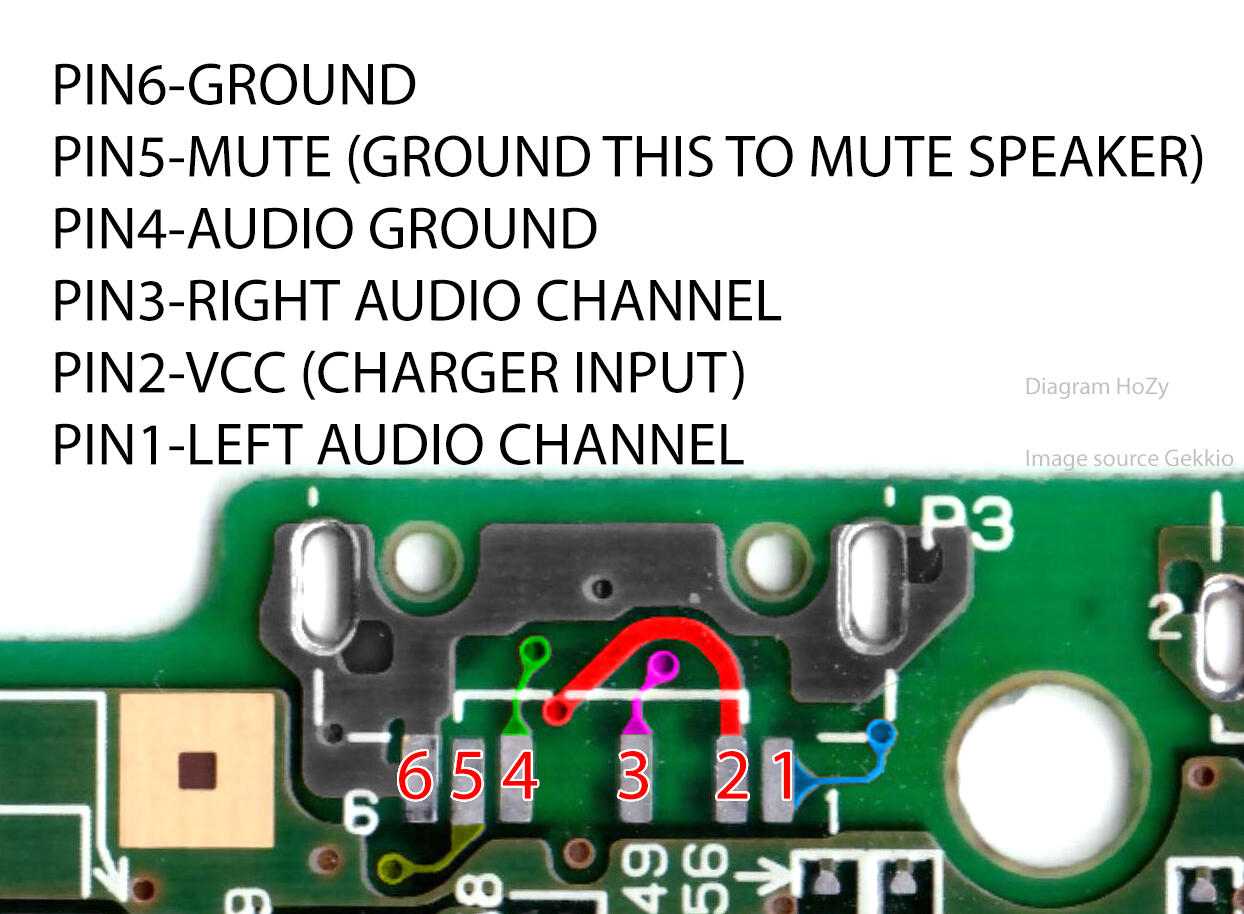 PIN6-GROUND
PIN5-MUTE (GROUND THIS TO MUTE SPEAKER)
PIN4-AUDIO GROUND
PIN3-RIGHT AUDIO CHANNEL
PIN2-VCC (CHARGER INPUT)
PIN1-LEFT AUDIO CHANNEL
Diagram HoZy
Image source Gekkio
P3
2
6 5 4 3 2 1
6
1
49
56
8
9